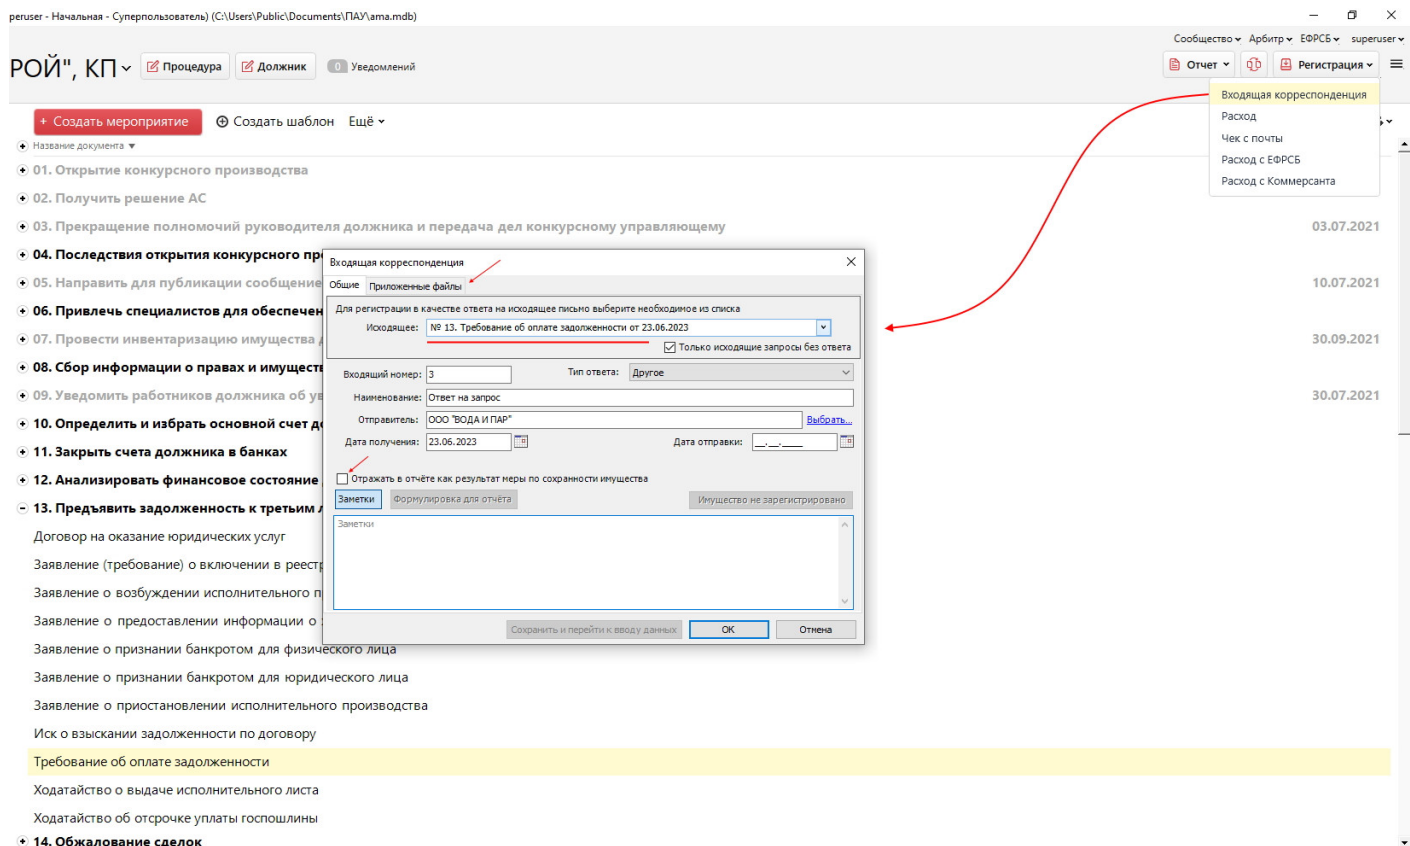 peruser - Начальная - Суперпользователь) (C:\Users\Public\Documents\ПАУ\ama.mdb)
Сообщество Арбитр ЕФРСБ superuser
РОЙ", КП Процедура Должник 0 Уведомлений Отчет Регистрация
Входящая корреспонденция
Расход
Чек с почты
Расход с ЕФРСБ
Расход с Коммерсанта
+ Создать мероприятие Создать шаблон Ещё
Название документа
01. Открытие конкурсного производства
02. Получить решение АС
03. Прекращение полномочий руководителя должника и передача дел конкурсному управляющему 03.07.2021
04. Последствия открытия конкурсного пр
05. Направить для публикации сообщение 10.07.2021
06. Привлечь специалистов для обеспечен
07. Провести инвентаризацию имущества 30.09.2021
08. Сбор информации о правах и имуществ
09. Уведомить работников должника об у 30.07.2021
10. Определить и избрать основной счет д
11. Закрыть счета должника в банках
12. Анализировать финансовое состояние
13. Предъявить задолженность к третьим
Договор на оказание юридических услуг
Заявление (требование) о включении в реест
Заявление о возбуждении исполнительного п
Заявление о предоставлении информации о
Заявление о признании банкротом для физического лица
Заявление о признании банкротом для юридического лица
Заявление о приостановлении исполнительного производства
Иск о взыскании задолженности по договору
Требование об оплате задолженности
Ходатайство о выдаче исполнительного листа
Ходатайство об отсрочке уплаты госпошлины
14. Обжалование сделок
Входящая корреспонденция
Общие Приложенные файлы
Для регистрации в качестве ответа на исходящее письмо выберите необходимое из списка
Исходящее: № 13. Требование об оплате задолженности от 23.06.2023
Только исходящие запросы без ответа
Входящий номер: 3 Тип ответа: Другое
Наименование: Ответ на запрос
Отправитель: ООО "ВОДА И ПАР" Выбрать...
Дата получения: 23.06.2023 Дата отправки: __.__.____
Отражать в отчёте как результат меры по сохранности имущества
Заметки Формулировка для отчёта Имущество не зарегистрировано
Заметки
Сохранить и перейти к вводу данных ОК Отмена